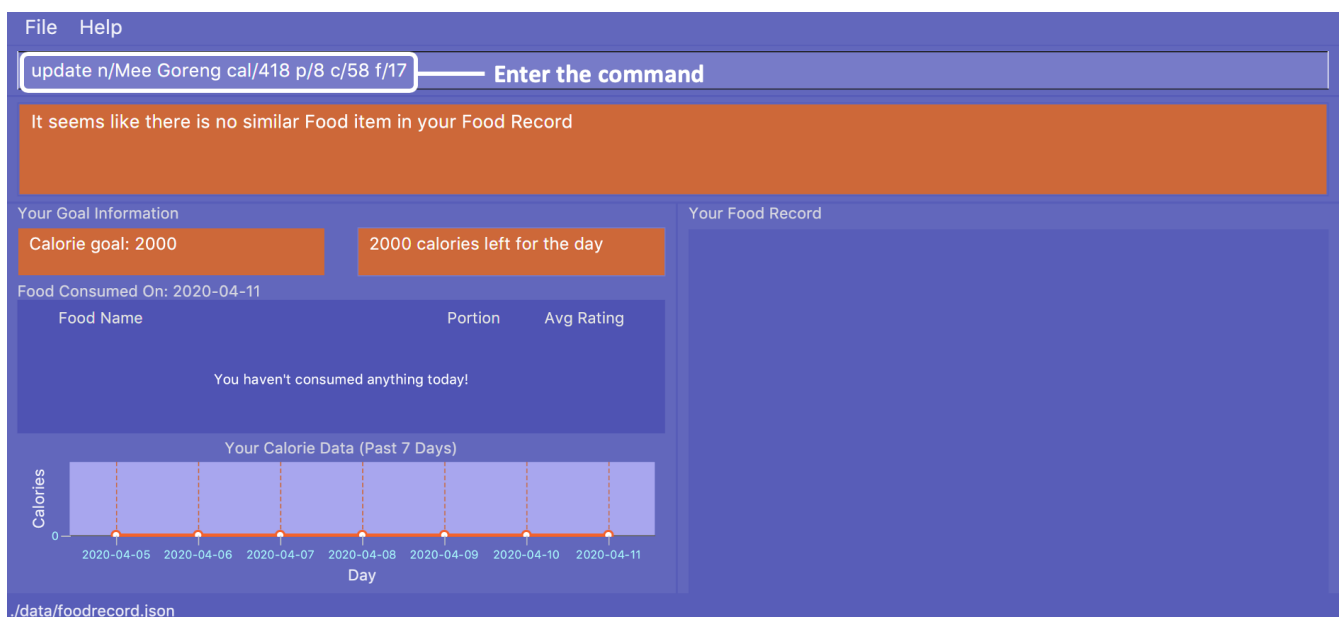 File Help
update n/Mee Goreng cal/418 p/8 c/58 f/17 Enter the command
It seems like there is no similar Food item in your Food Record
Your Goal Information
Your Food Record
Calorie goal: 2000
2000 calories left for the day
Food Consumed On: 2020-04-11
Food Name Portion Avg Rating
You haven't consumed anything today!
Your Calorie Data (Past 7 Days)
Calories
0
2020-04-05 2020-04-06 2020-04-07 2020-04-08 2020-04-09 2020-04-10 2020-04-11
Day
./data/foodrecord.json